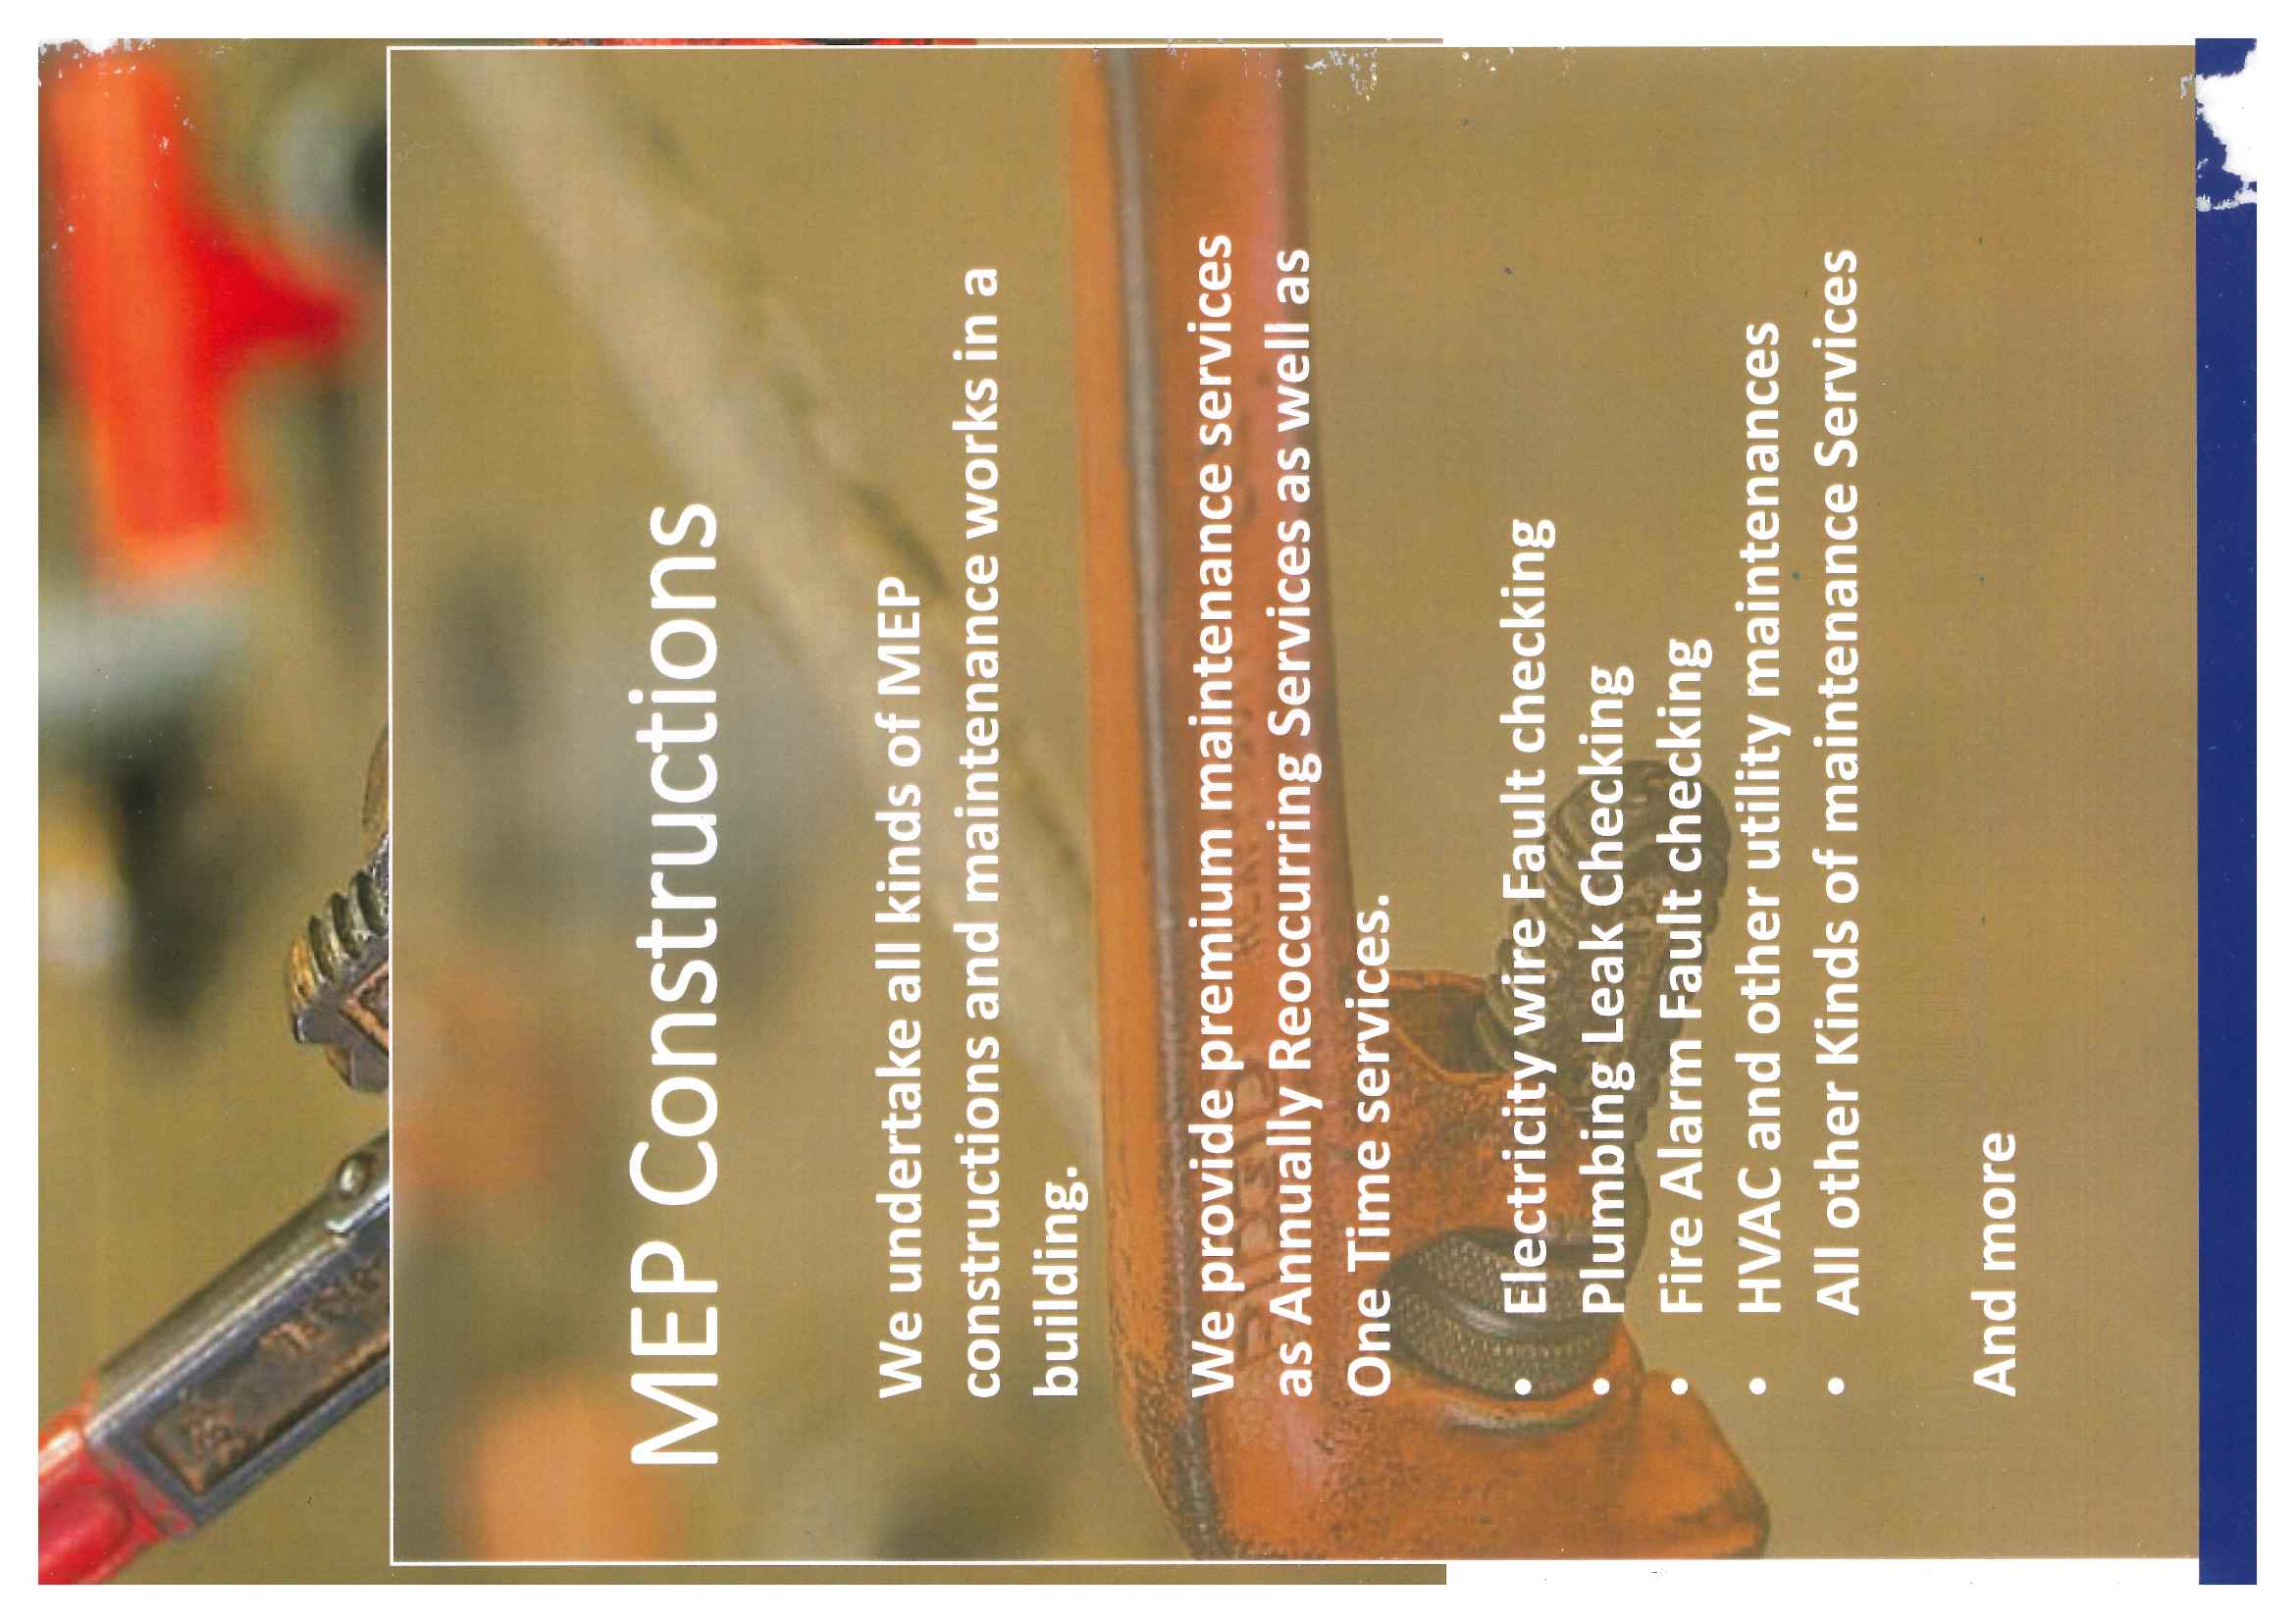 MEP Constructions
We undertake all kinds of MEP
constructions and maintenance works in a
building.
We provide premium maintenance services
as Annually Reoccurring Services as well as
One Time services.
• Electricity wire Fault checking
• Plumbing Leak Checking
• Fire Alarm Fault checking
• HVAC and other utility maintenances
• All other Kinds of maintenance Services
And more